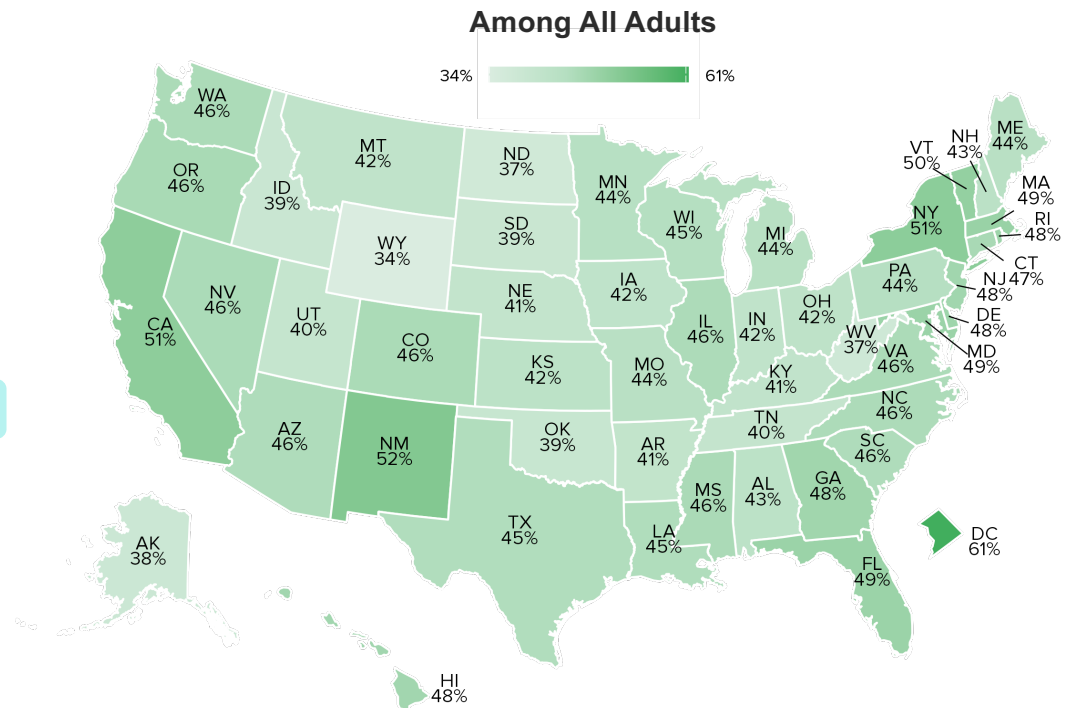 Among All Adults
34%
61%
WA
46%
OR
46%
CA
51%
NV
46%
ID
39%
MT
42%
WY
34%
UT
40%
CO
46%
AZ
46%
NM
52%
ND
37%
SD
39%
NE
41%
KS
42%
OK
39%
TX
45%
MN
44%
IA
42%
MO
44%
AR
41%
LA
45%
WI
45%
IL
46%
MI
44%
IN
42%
OH
42%
KY
41%
TN
40%
MS
46%
AL
43%
GA
48%
FL
49%
SC
46%
NC
46%
VA
46%
WV
37%
PA
44%
NY
51%
VT
50%
NH
43%
ME
44%
MA
49%
RI
48%
CT
47%
NJ
48%
DE
48%
MD
49%
DC
61%
AK
38%
HI
48%